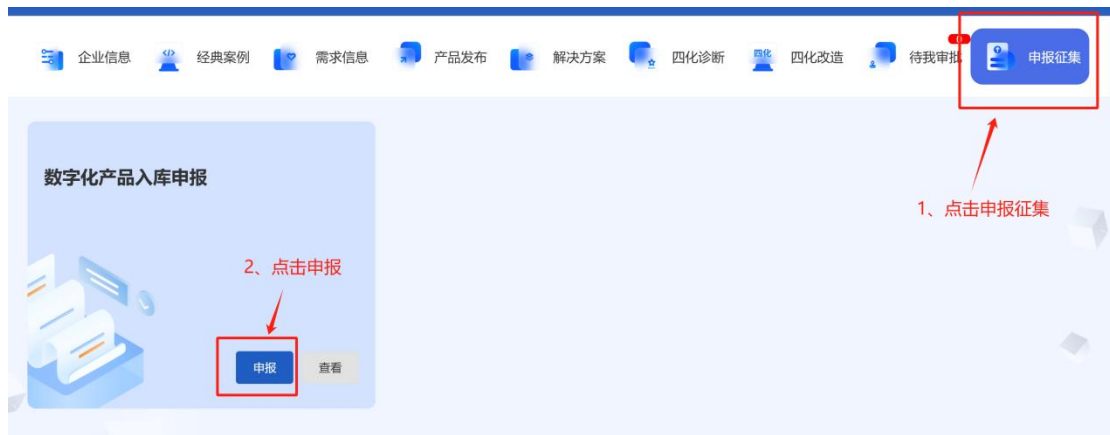 企业信息 经典案例 需求信息 产品发布 解决方案 四化诊断 四化 四化改造 待我审批 0 申报征集
数字化产品入库申报
1、点击申报征集
2、点击申报
申报 查看